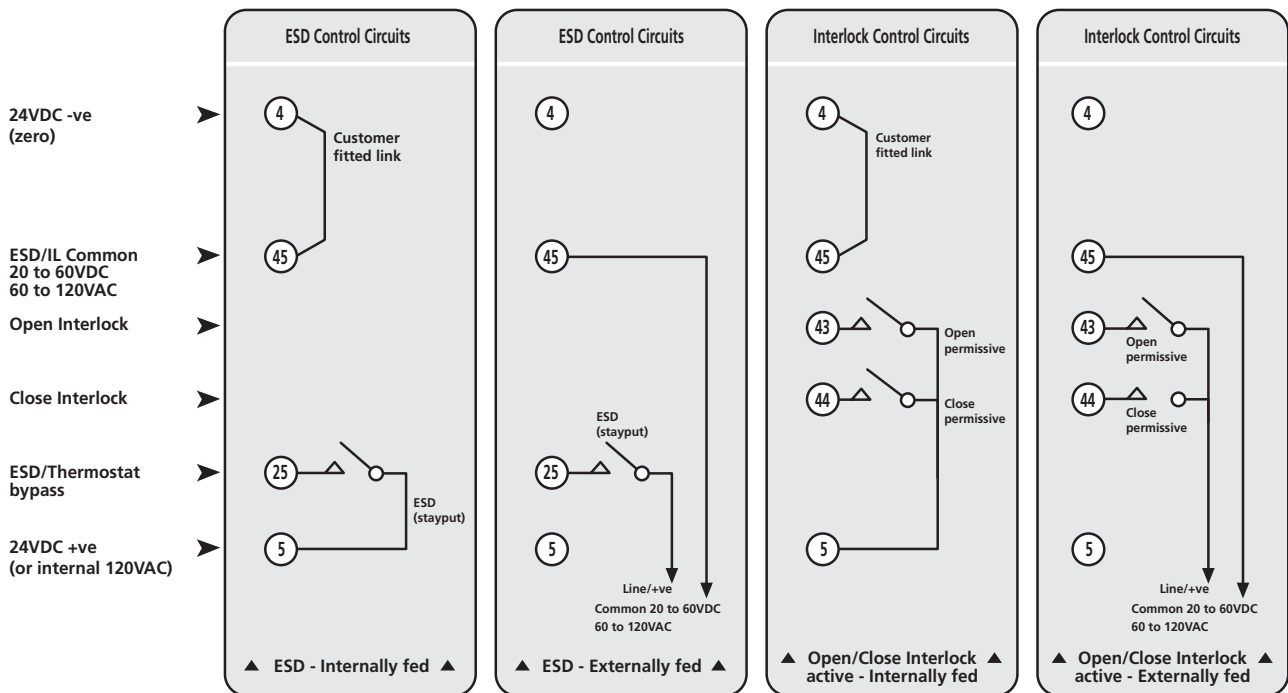 ESD Control Circuits
ESD Control Circuits
Interlock Control Circuits
Interlock Control Circuits
24VDC -ve
(zero)
ESD/IL Common
20 to 60VDC
60 to 120VAC
Open Interlock
Close Interlock
ESD/Thermostat
bypass
24VDC +ve
(or internal 120VAC)
4
Customer
fitted link
45
25
ESD
(stayput)
5
▲ ESD - Internally fed ▲
4
45
ESD
(stayput)
25
5
Line/+ve
Common 20 to 60VDC
60 to 120VAC
▲ ESD - Externally fed ▲
4
Customer
fitted link
45
43
Open
permissive
44
Close
permissive
5
▲ Open/Close Interlock ▲
active - Internally fed
4
45
43
Open
permissive
44
Close
permissive
5
Line/+ve
Common 20 to 60VDC
60 to 120VAC
▲ Open/Close Interlock ▲
active - Externally fed